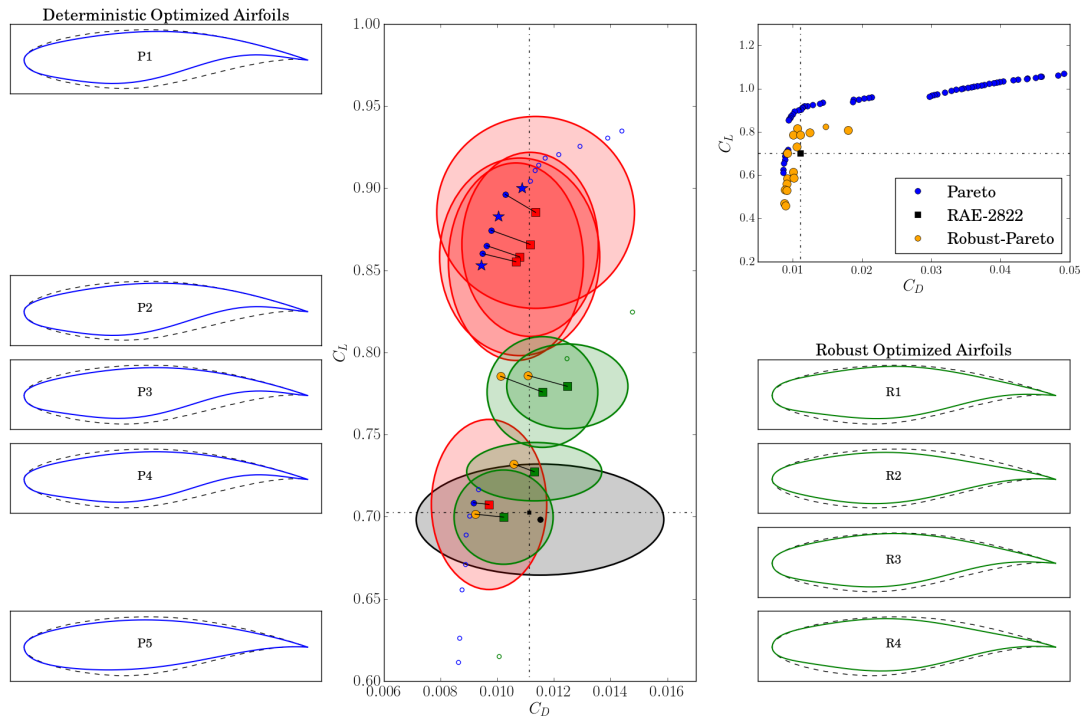 Deterministic Optimized Airfoils
P1
P2
P3
P4
P5
1.00
0.95
0.90
0.85
0.80
0.75
0.70
0.65
0.60
C_L
0.006
0.008
0.010
0.012
0.014
0.016
C_D
1.3
1.2
1.0
0.8
0.6
0.4
0.2
C_L
0.01
0.02
0.03
0.04
0.05
C_D
Pareto
RAE-2822
Robust-Pareto
Robust Optimized Airfoils
R1
R2
R3
R4